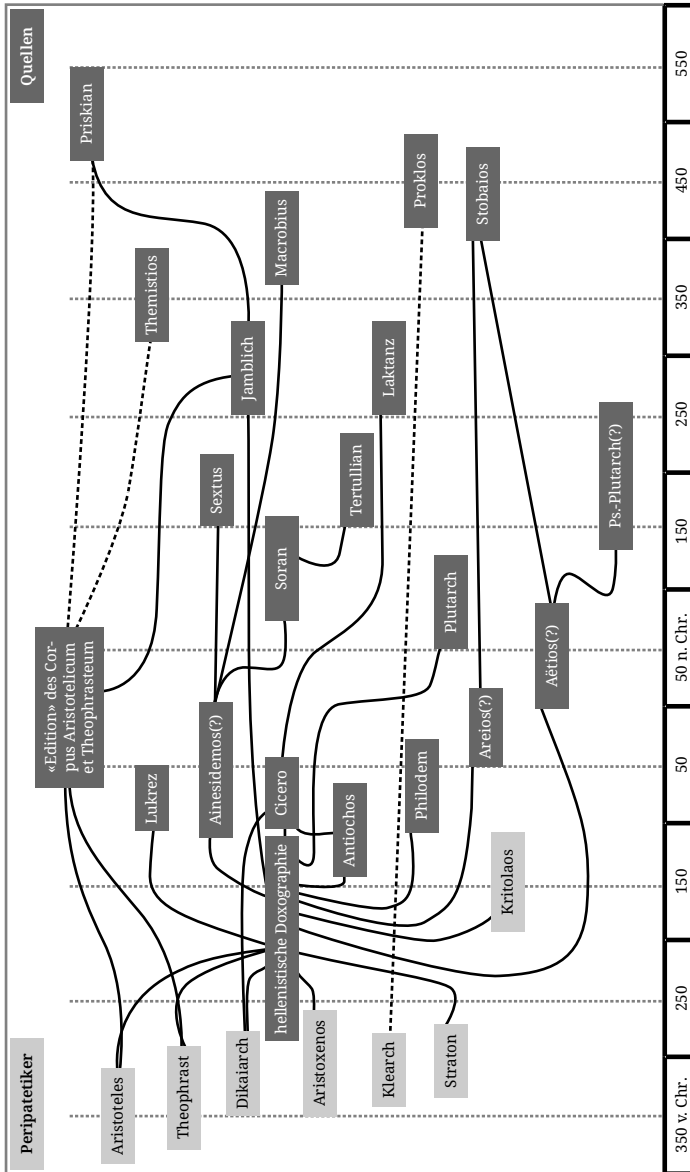 Peripatetiker
Quellen
Aristoteles
Theophrast
Dikaiarch
Aristoxenos
Klearch
Straton
Kritolaos
hellenistische Doxographie
«Edition» des Cor-
pus Aristotelicum
et Theophrasteum
Lukrez
Ainesidemos(?)
Cicero
Antiochos
Philodem
Areios(?)
Aëtios(?)
Plutarch
Soran
Sextus
Tertullian
Ps.-Plutarch(?)
Jamblich
Laktanz
Themistios
Macrobius
Priskian
Proklos
Stobaios
350 v. Chr.
250
150
50
50 n. Chr.
150
250
350
450
550